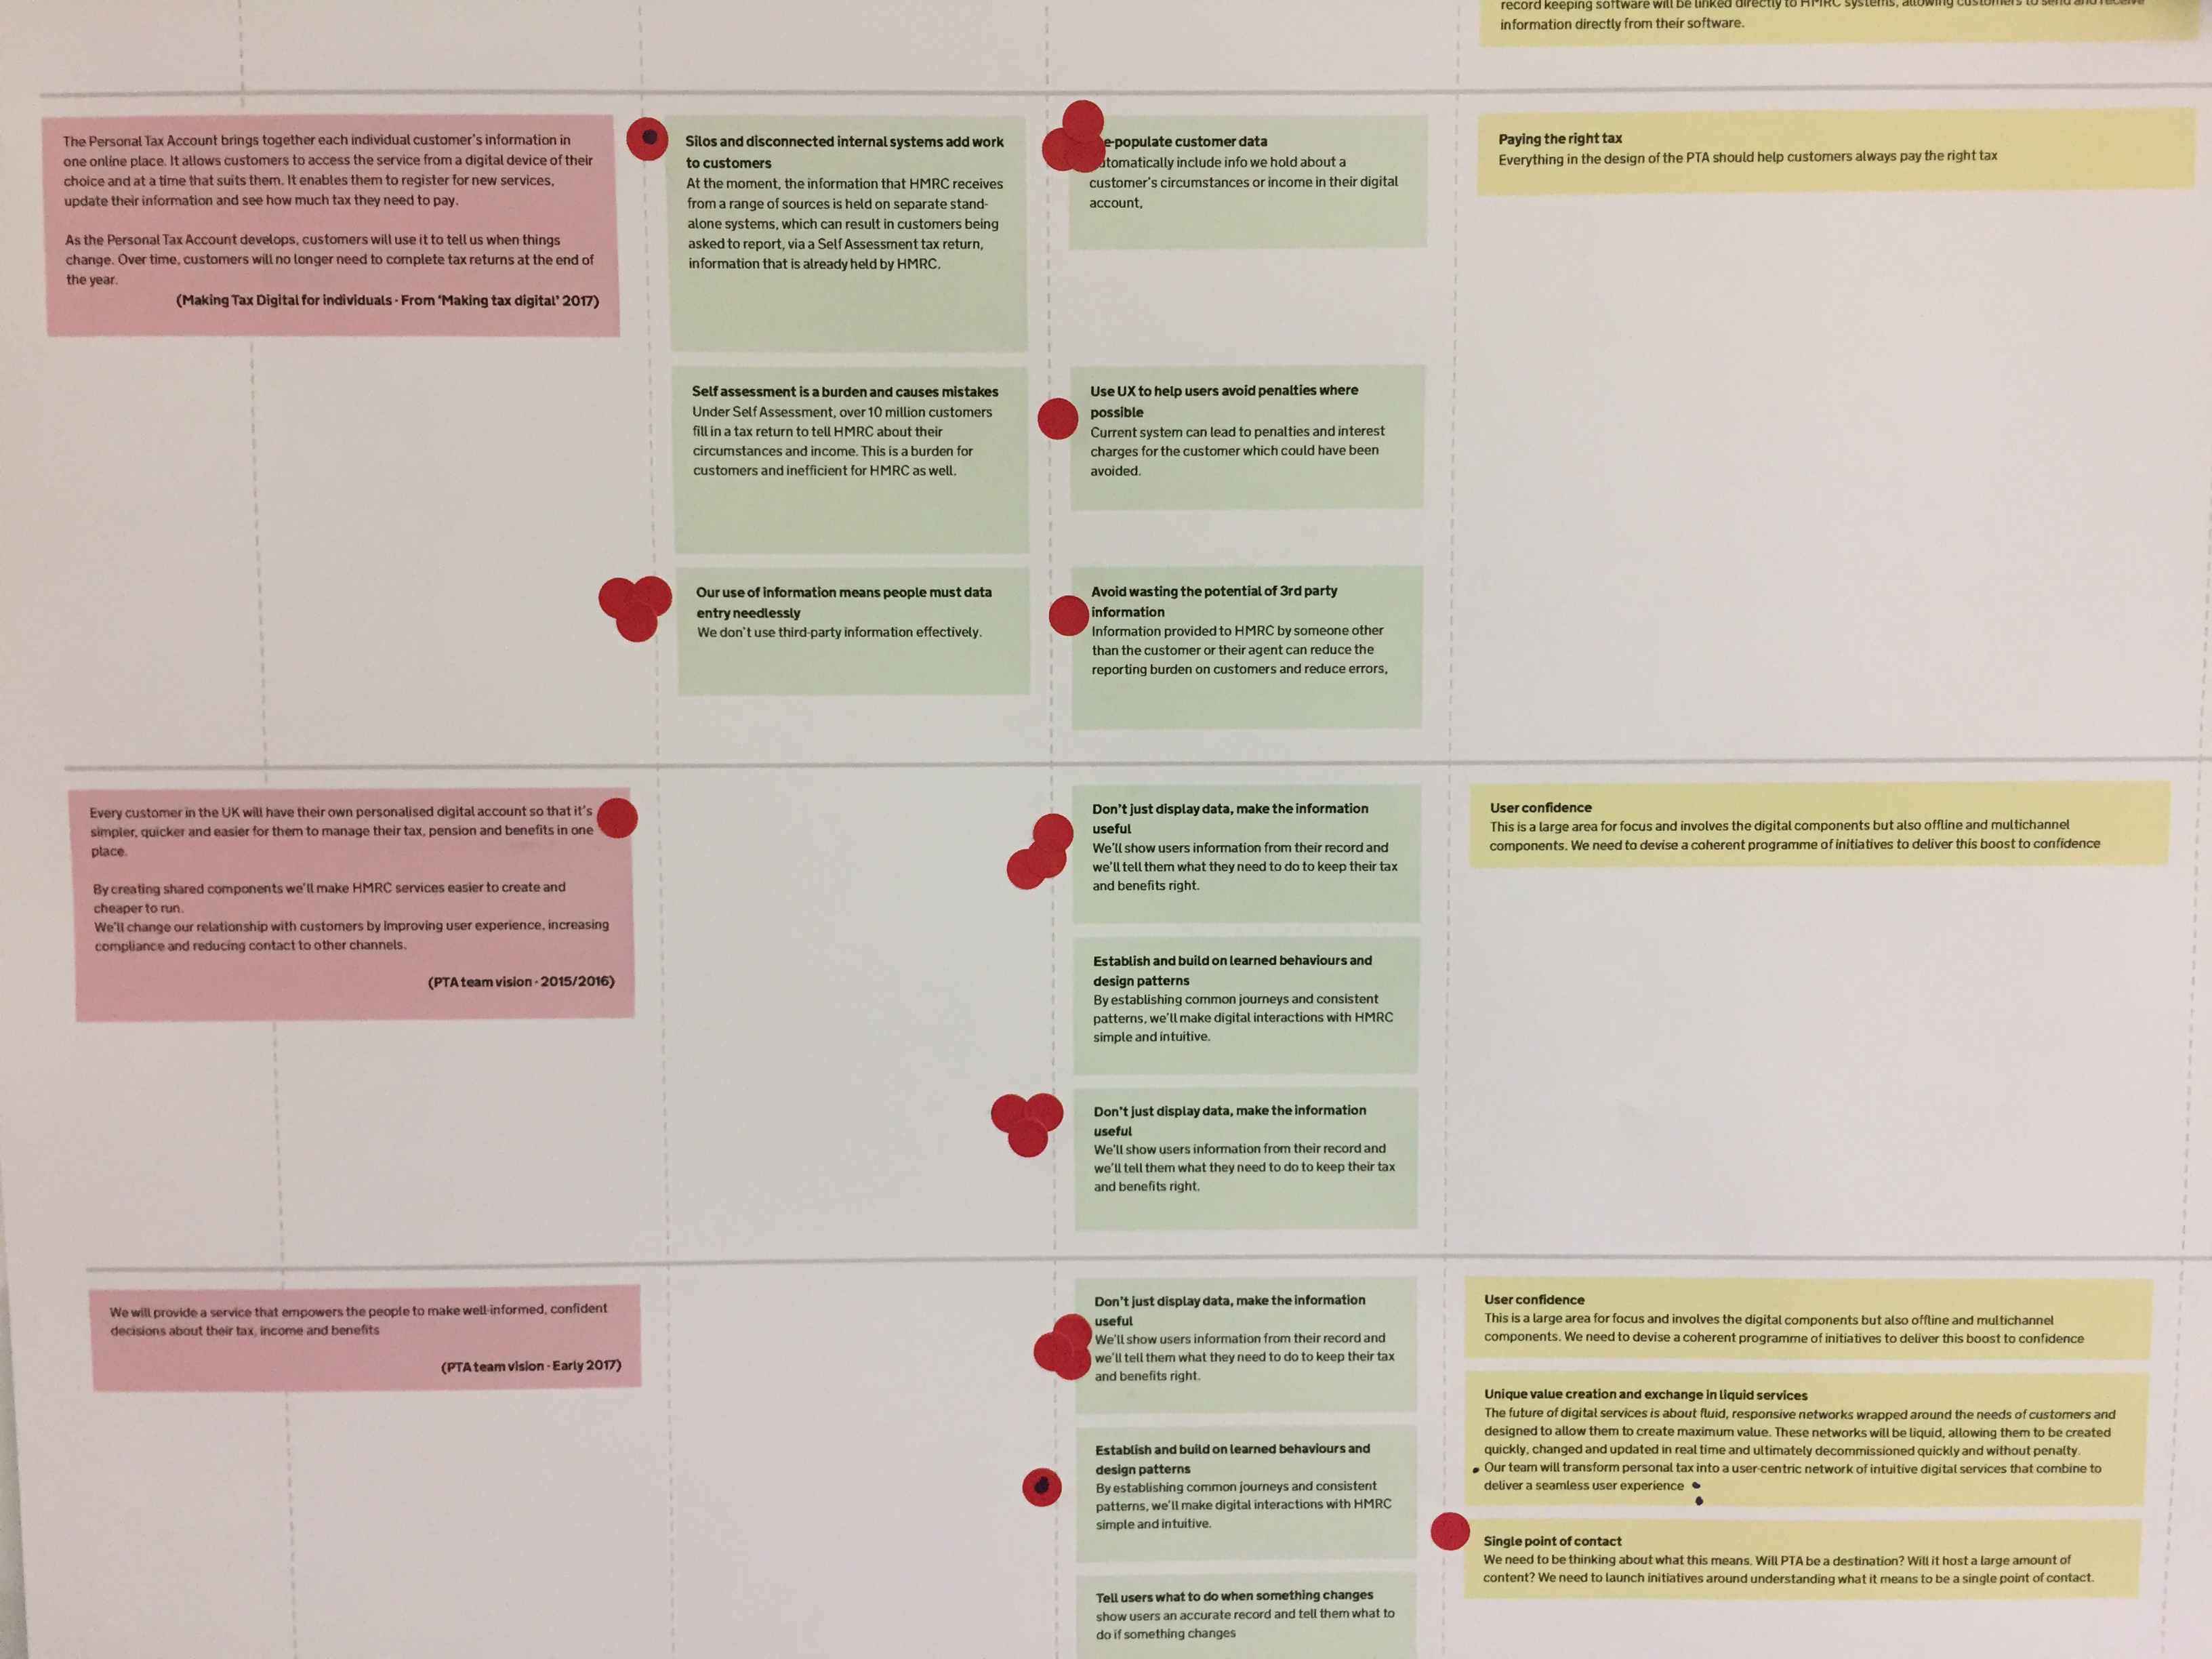 record keeping software will be linked directly to HMRC systems, allowing customers to send and receive
information directly from their software.
The Personal Tax Account brings together each individual customer's information in
one online place. It allows customers to access the service from a digital device of their
choice and at a time that suits them. It enables them to register for new services,
update their information and see how much tax they need to pay.
As the Personal Tax Account develops, customers will use it to tell us when things
change. Over time, customers will no longer need to complete tax returns at the end of
the year.
(Making Tax Digital for individuals - From 'Making tax digital' 2017)
Silos and disconnected internal systems add work
to customers
At the moment, the information that HMRC receives
from a range of sources is held on separate stand-
alone systems, which can result in customers being
asked to report, via a Self Assessment tax return,
information that is already held by HMRC.
Self assessment is a burden and causes mistakes
Under Self Assessment, over 10 million customers
fill in a tax return to tell HMRC about their
circumstances and income. This is a burden for
customers and inefficient for HMRC as well.
Our use of information means people must data
entry needlessly
We don't use third-party information effectively.
e-populate customer data
utomatically include info we hold about a
customer's circumstances or income in their digital
account,
Use UX to help users avoid penalties where
possible
Current system can lead to penalties and interest
charges for the customer which could have been
avoided.
Avoid wasting the potential of 3rd party
information
Information provided to HMRC by someone other
than the customer or their agent can reduce the
reporting burden on customers and reduce errors,
Paying the right tax
Everything in the design of the PTA should help customers always pay the right tax
Every customer in the UK will have their own personalised digital account so that it's
simpler, quicker and easier for them to manage their tax, pension and benefits in one
place.
By creating shared components we'll make HMRC services easier to create and
cheaper to run.
We'll change our relationship with customers by improving user experience, increasing
compliance and reducing contact to other channels.
(PTA team vision - 2015/2016)
Don't just display data, make the information
useful
We'll show users information from their record and
we'll tell them what they need to do to keep their tax
and benefits right.
Establish and build on learned behaviours and
design patterns
By establishing common journeys and consistent
patterns, we'll make digital interactions with HMRC
simple and intuitive.
Don't just display data, make the information
useful
We'll show users information from their record and
we'll tell them what they need to do to keep their tax
and benefits right.
User confidence
This is a large area for focus and involves the digital components but also offline and multichannel
components. We need to devise a coherent programme of initiatives to deliver this boost to confidence
We will provide a service that empowers the people to make well-informed, confident
decisions about their tax, income and benefits
(PTA team vision - Early 2017)
Don't just display data, make the information
useful
We'll show users information from their record and
we'll tell them what they need to do to keep their tax
and benefits right.
Establish and build on learned behaviours and
design patterns
By establishing common journeys and consistent
patterns, we'll make digital interactions with HMRC
simple and intuitive.
Tell users what to do when something changes
show users an accurate record and tell them what to
do if something changes
User confidence
This is a large area for focus and involves the digital components but also offline and multichannel
components. We need to devise a coherent programme of initiatives to deliver this boost to confidence
Unique value creation and exchange in liquid services
The future of digital services is about fluid, responsive networks wrapped around the needs of customers and
designed to allow them to create maximum value. These networks will be liquid, allowing them to be created
quickly, changed and updated in real time and ultimately decommissioned quickly and without penalty.
Our team will transform personal tax into a user-centric network of intuitive digital services that combine to
deliver a seamless user experience
Single point of contact
We need to be thinking about what this means. Will PTA be a destination? Will it host a large amount of
content? We need to launch initiatives around understanding what it means to be a single point of contact.